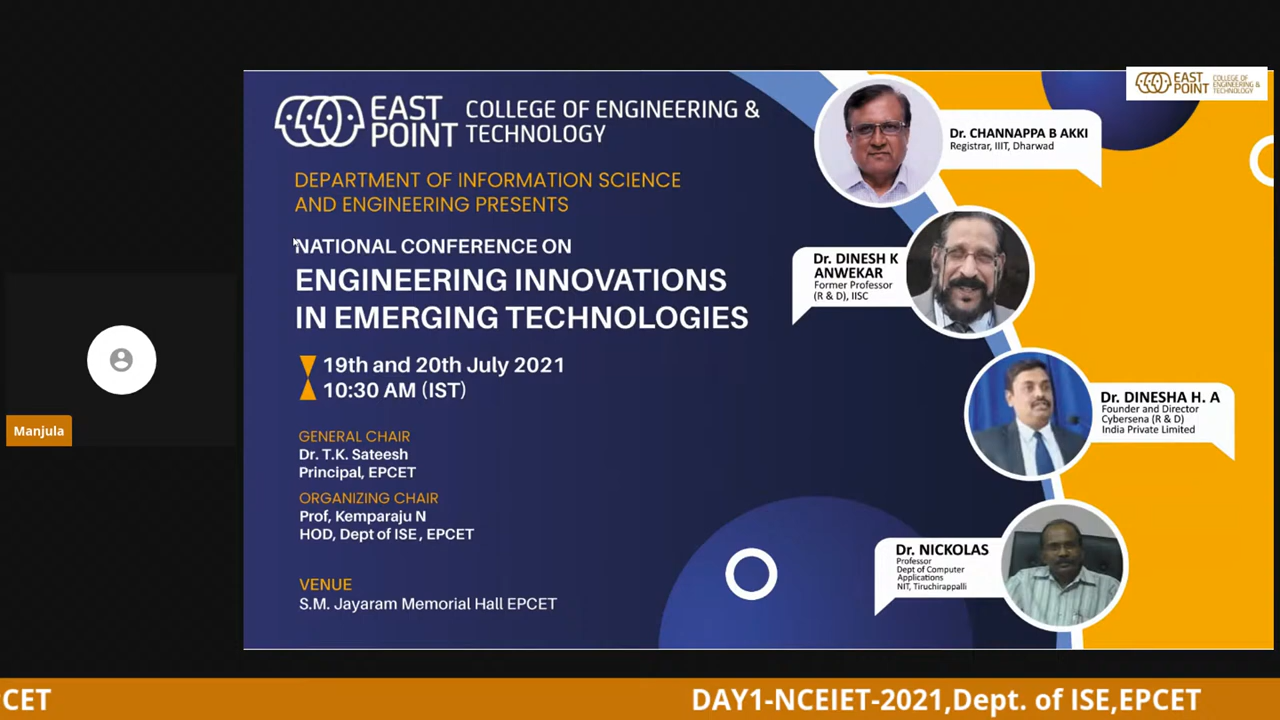 EAST POINT COLLEGE OF ENGINEERING & TECHNOLOGY
EAST POINT COLLEGE OF ENGINEERING & TECHNOLOGY
DEPARTMENT OF INFORMATION SCIENCE
AND ENGINEERING PRESENTS
NATIONAL CONFERENCE ON
ENGINEERING INNOVATIONS
IN EMERGING TECHNOLOGIES
19th and 20th July 2021
10:30 AM (IST)
GENERAL CHAIR
Dr. T.K. Sateesh
Principal, EPCET
ORGANIZING CHAIR
Prof, Kemparaju N
HOD, Dept of ISE , EPCET
VENUE
S.M. Jayaram Memorial Hall EPCET
Dr. CHANNAPPA B AKKI
Registrar, IIIT, Dharwad
Dr. DINESH K
ANWEKAR
Former Professor
(R & D), IISC
Dr. DINESHA H. A
Founder and Director
Cybersena (R & D)
India Private Limited
Dr. NICKOLAS
Professor
Dept of Computer
Applications
NIT, Tiruchirappalli
Manjula
CET
DAY1-NCEIET-2021,Dept. of ISE,EPCET